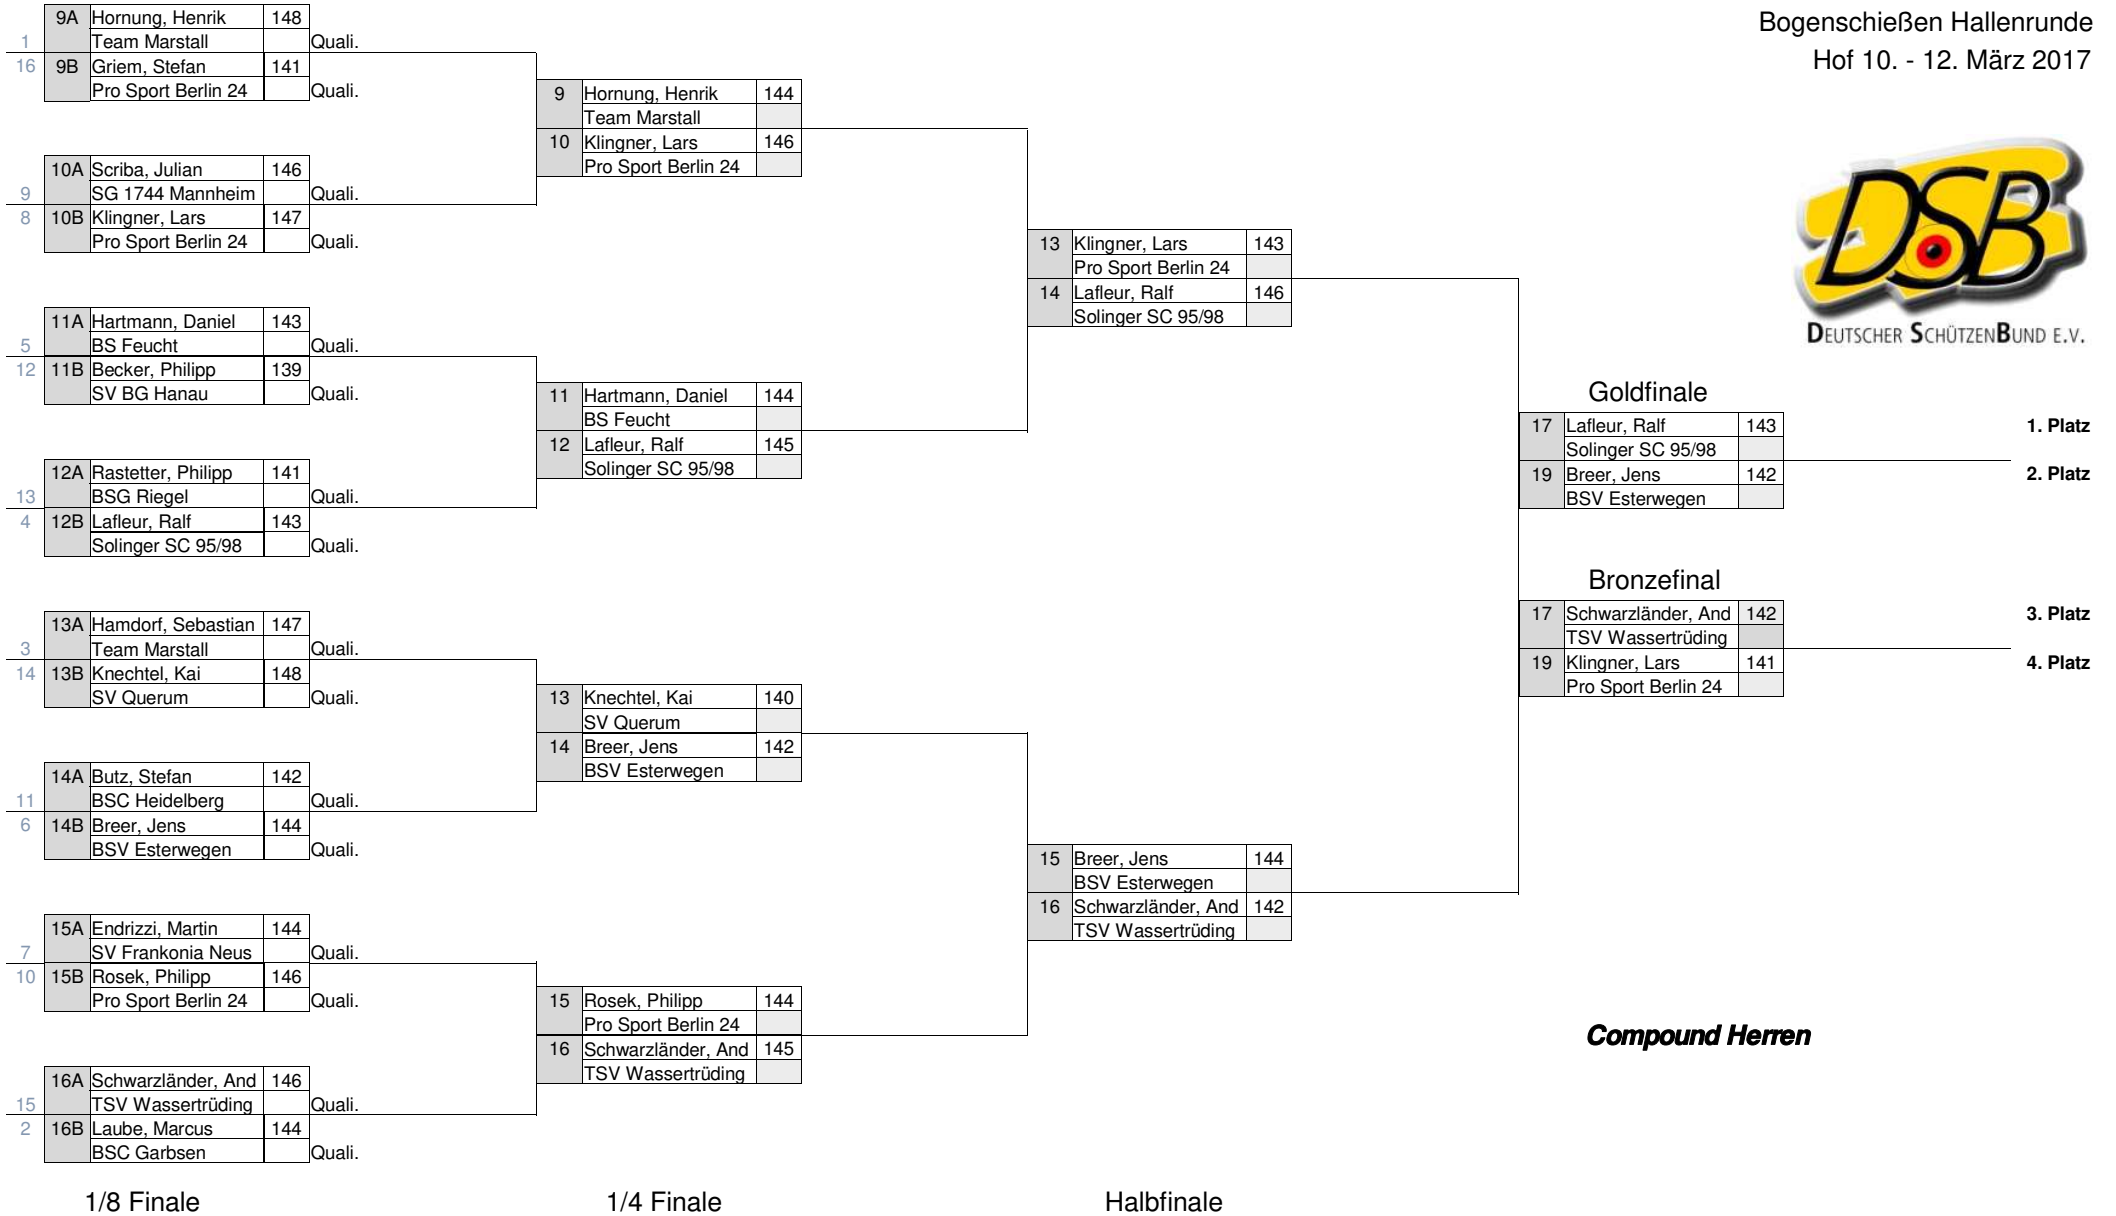 Bogenschießen Hallenrunde
Hof 10. - 12. März 2017
DSB
DEUTSCHER SCHÜTZENBUND E.V.
9A Hornung, Henrik 148
1 Team Marstall Quali.
16 9B Griem, Stefan 141
Pro Sport Berlin 24 Quali.
10A Scriba, Julian 146
9 SG 1744 Mannheim Quali.
8 10B Klingner, Lars 147
Pro Sport Berlin 24 Quali.
11A Hartmann, Daniel 143
5 BS Feucht Quali.
12 11B Becker, Philipp 139
SV BG Hanau Quali.
12A Rastetter, Philipp 141
13 BSG Riegel Quali.
4 12B Lafleur, Ralf 143
Solinger SC 95/98 Quali.
13A Hamdorf, Sebastian 147
3 Team Marstall Quali.
14 13B Knechtel, Kai 148
SV Querum Quali.
14A Butz, Stefan 142
11 BSC Heidelberg Quali.
6 14B Breer, Jens 144
BSV Esterwegen Quali.
15A Endrizzi, Martin 144
7 SV Frankonia Neus Quali.
10 15B Rosek, Philipp 146
Pro Sport Berlin 24 Quali.
16A Schwarzländer, And 146
15 TSV Wassertrüding Quali.
2 16B Laube, Marcus 144
BSC Garbsen Quali.
1/8 Finale
9 Hornung, Henrik 144
Team Marstall
10 Klingner, Lars 146
Pro Sport Berlin 24
11 Hartmann, Daniel 144
BS Feucht
12 Lafleur, Ralf 145
Solinger SC 95/98
13 Knechtel, Kai 140
SV Querum
14 Breer, Jens 142
BSV Esterwegen
15 Rosek, Philipp 144
Pro Sport Berlin 24
16 Schwarzländer, And 145
TSV Wassertrüding
1/4 Finale
13 Klingner, Lars 143
Pro Sport Berlin 24
14 Lafleur, Ralf 146
Solinger SC 95/98
15 Breer, Jens 144
BSV Esterwegen
16 Schwarzländer, And 142
TSV Wassertrüding
Halbfinale
Goldfinale
17 Lafleur, Ralf 143 1. Platz
Solinger SC 95/98
19 Breer, Jens 142 2. Platz
BSV Esterwegen
Bronzefinal
17 Schwarzländer, And 142 3. Platz
TSV Wassertrüding
19 Klingner, Lars 141 4. Platz
Pro Sport Berlin 24
Compound Herren